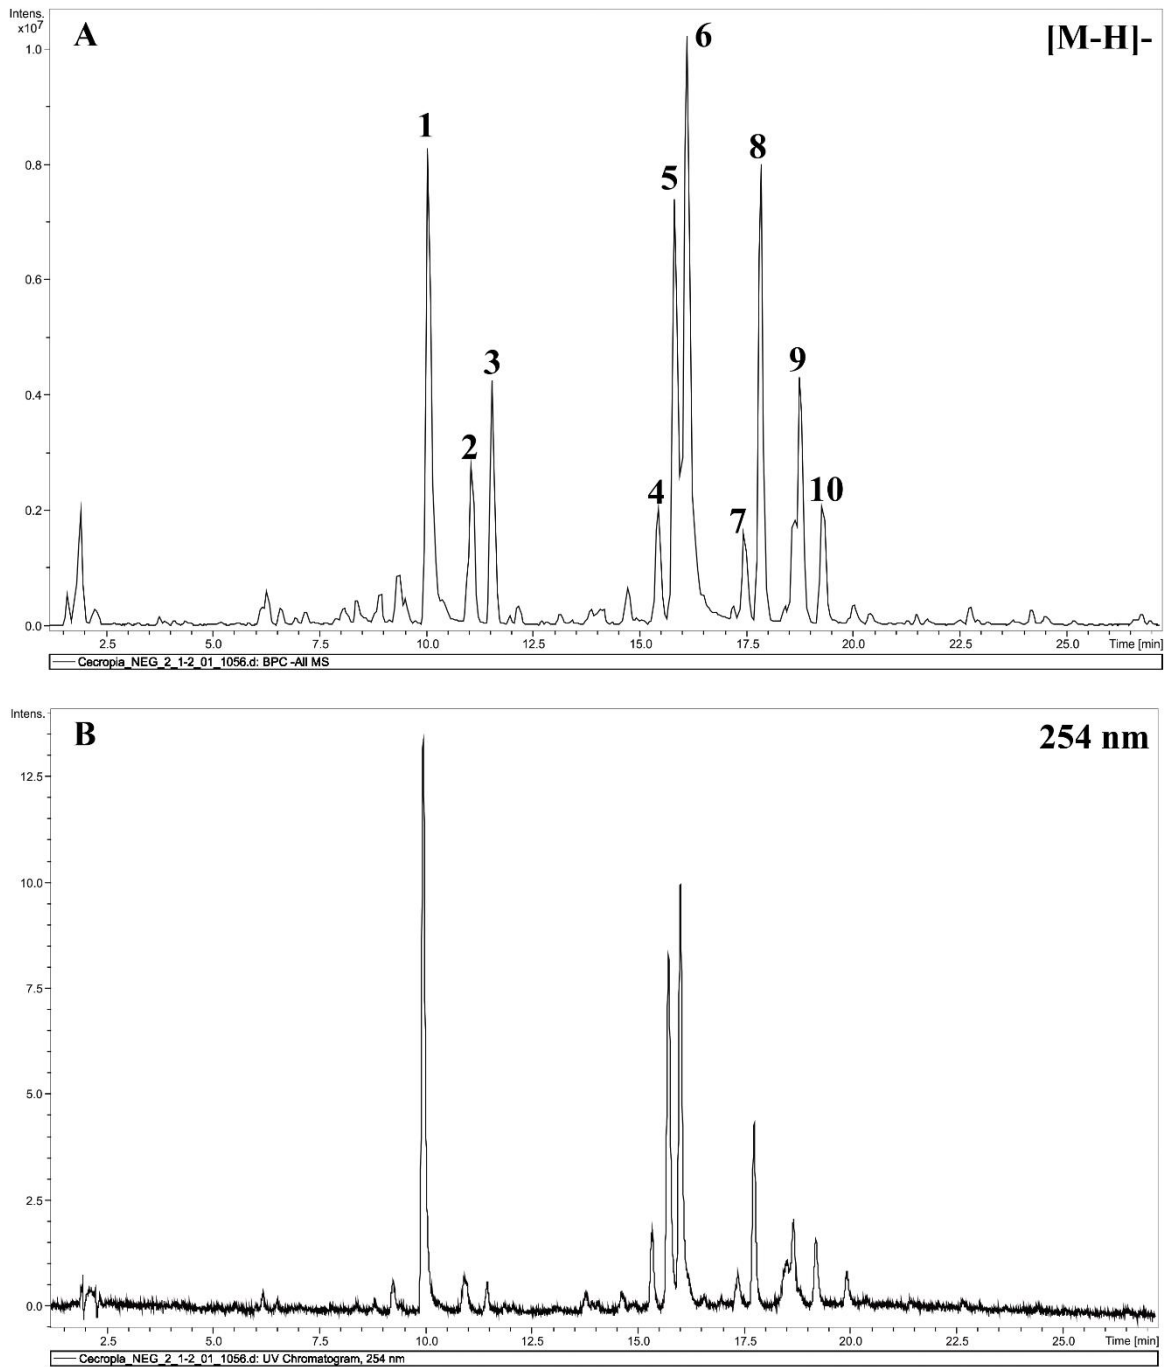 Intens.
x10⁷
A
[M-H]-
1.0
0.8
0.6
0.4
0.2
0.0
1
2
3
4
5
6
7
8
9
10
2.5 5.0 7.5 10.0 12.5 15.0 17.5 20.0 22.5 25.0 Time [min]
Cecropia_NEG_2_1-2_01_1056.d: BPC -All MS
Intens.
B
254 nm
12.5
10.0
7.5
5.0
2.5
0.0
2.5 5.0 7.5 10.0 12.5 15.0 17.5 20.0 22.5 25.0 Time [min]
Cecropia_NEG_2_1-2_01_1056.d: UV Chromatogram, 254 nm